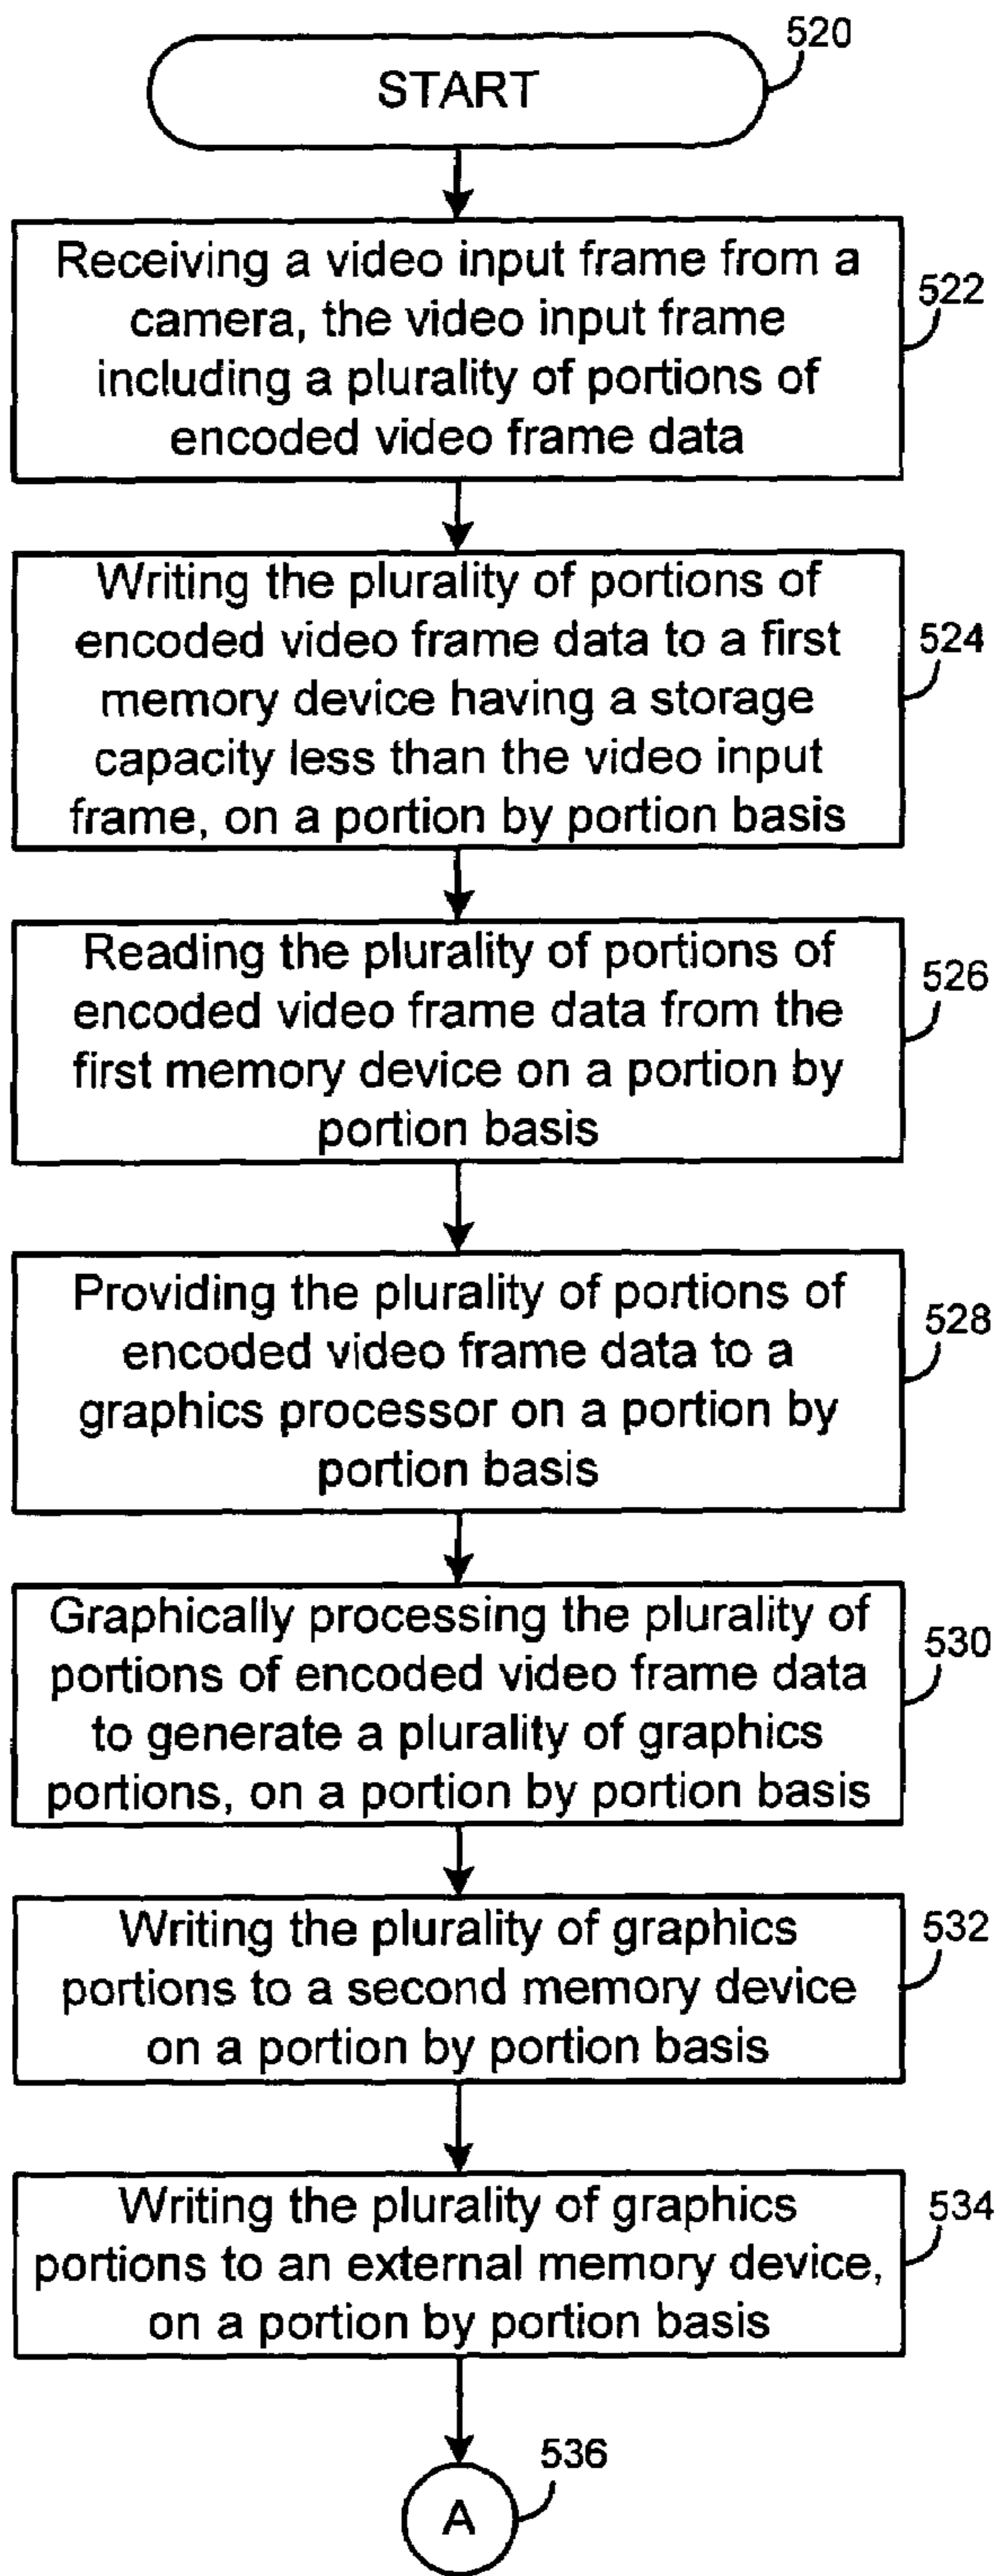 520
START
Receiving a video input frame from a
camera, the video input frame
including a plurality of portions of
encoded video frame data
522
Writing the plurality of portions of
encoded video frame data to a first
memory device having a storage
capacity less than the video input
frame, on a portion by portion basis
524
Reading the plurality of portions of
encoded video frame data from the
first memory device on a portion by
portion basis
526
Providing the plurality of portions of
encoded video frame data to a
graphics processor on a portion by
portion basis
528
Graphically processing the plurality of
portions of encoded video frame data
to generate a plurality of graphics
portions, on a portion by portion basis
530
Writing the plurality of graphics
portions to a second memory device
on a portion by portion basis
532
Writing the plurality of graphics
portions to an external memory device,
on a portion by portion basis
534
536
A